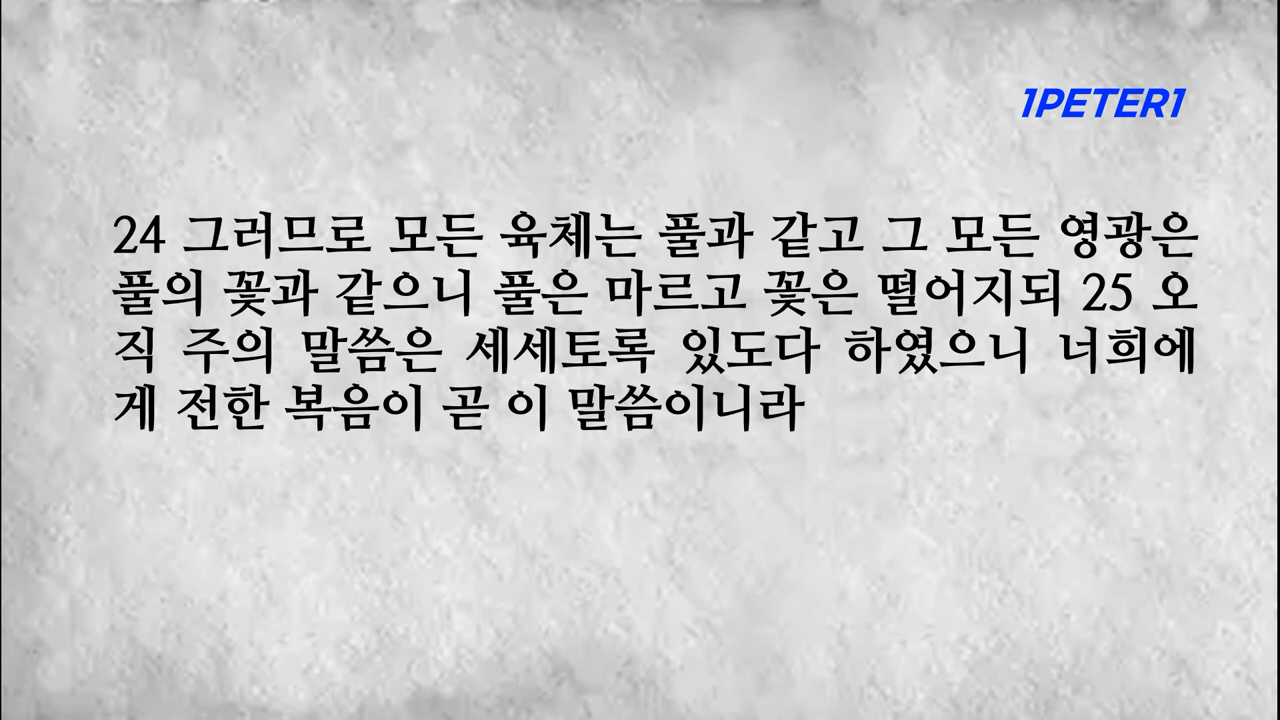 1PETER1
24 그러므로 모든 육체는 풀과 같고 그 모든 영광은
풀의 꽃과 같으니 풀은 마르고 꽃은 떨어지되 25 오
직 주의 말씀은 세세토록 있도다 하였으니 너희에
게 전한 복음이 곧 이 말씀이니라